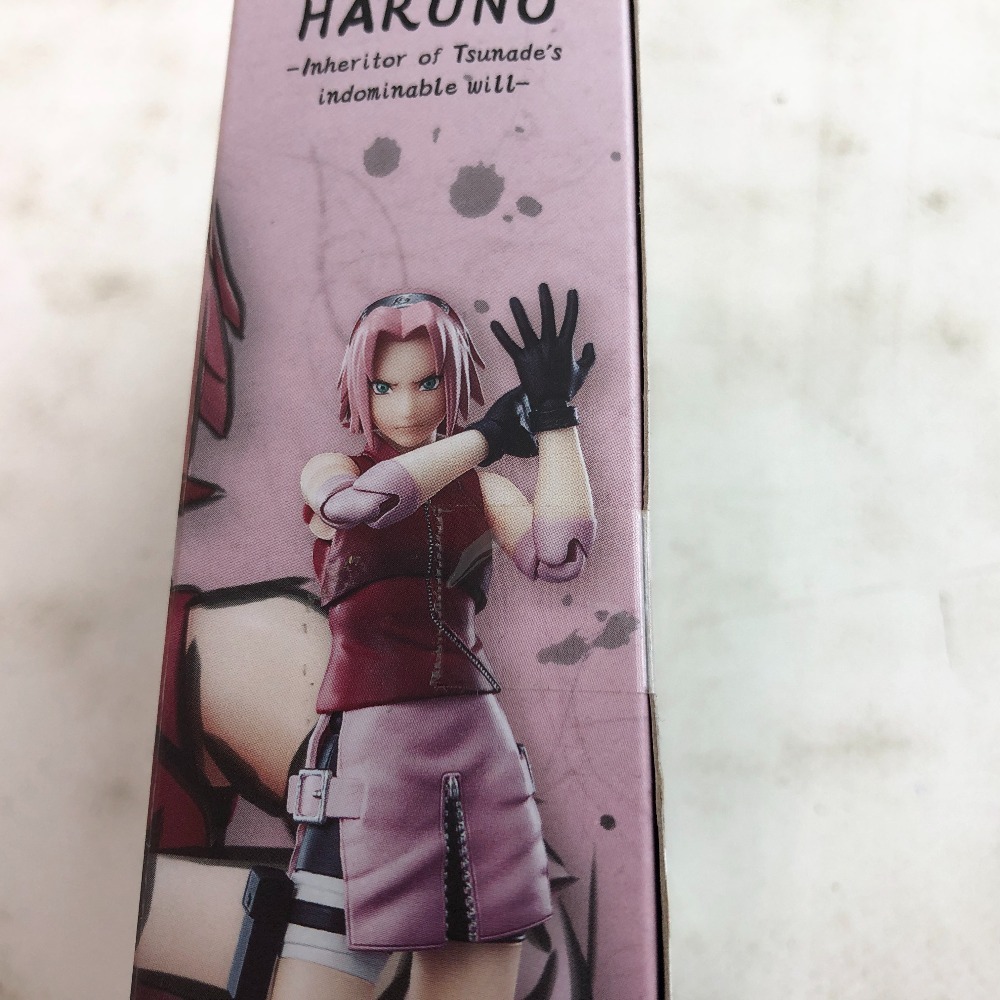 HARUNO
-Inheritor of Tsunade's
indominable will-